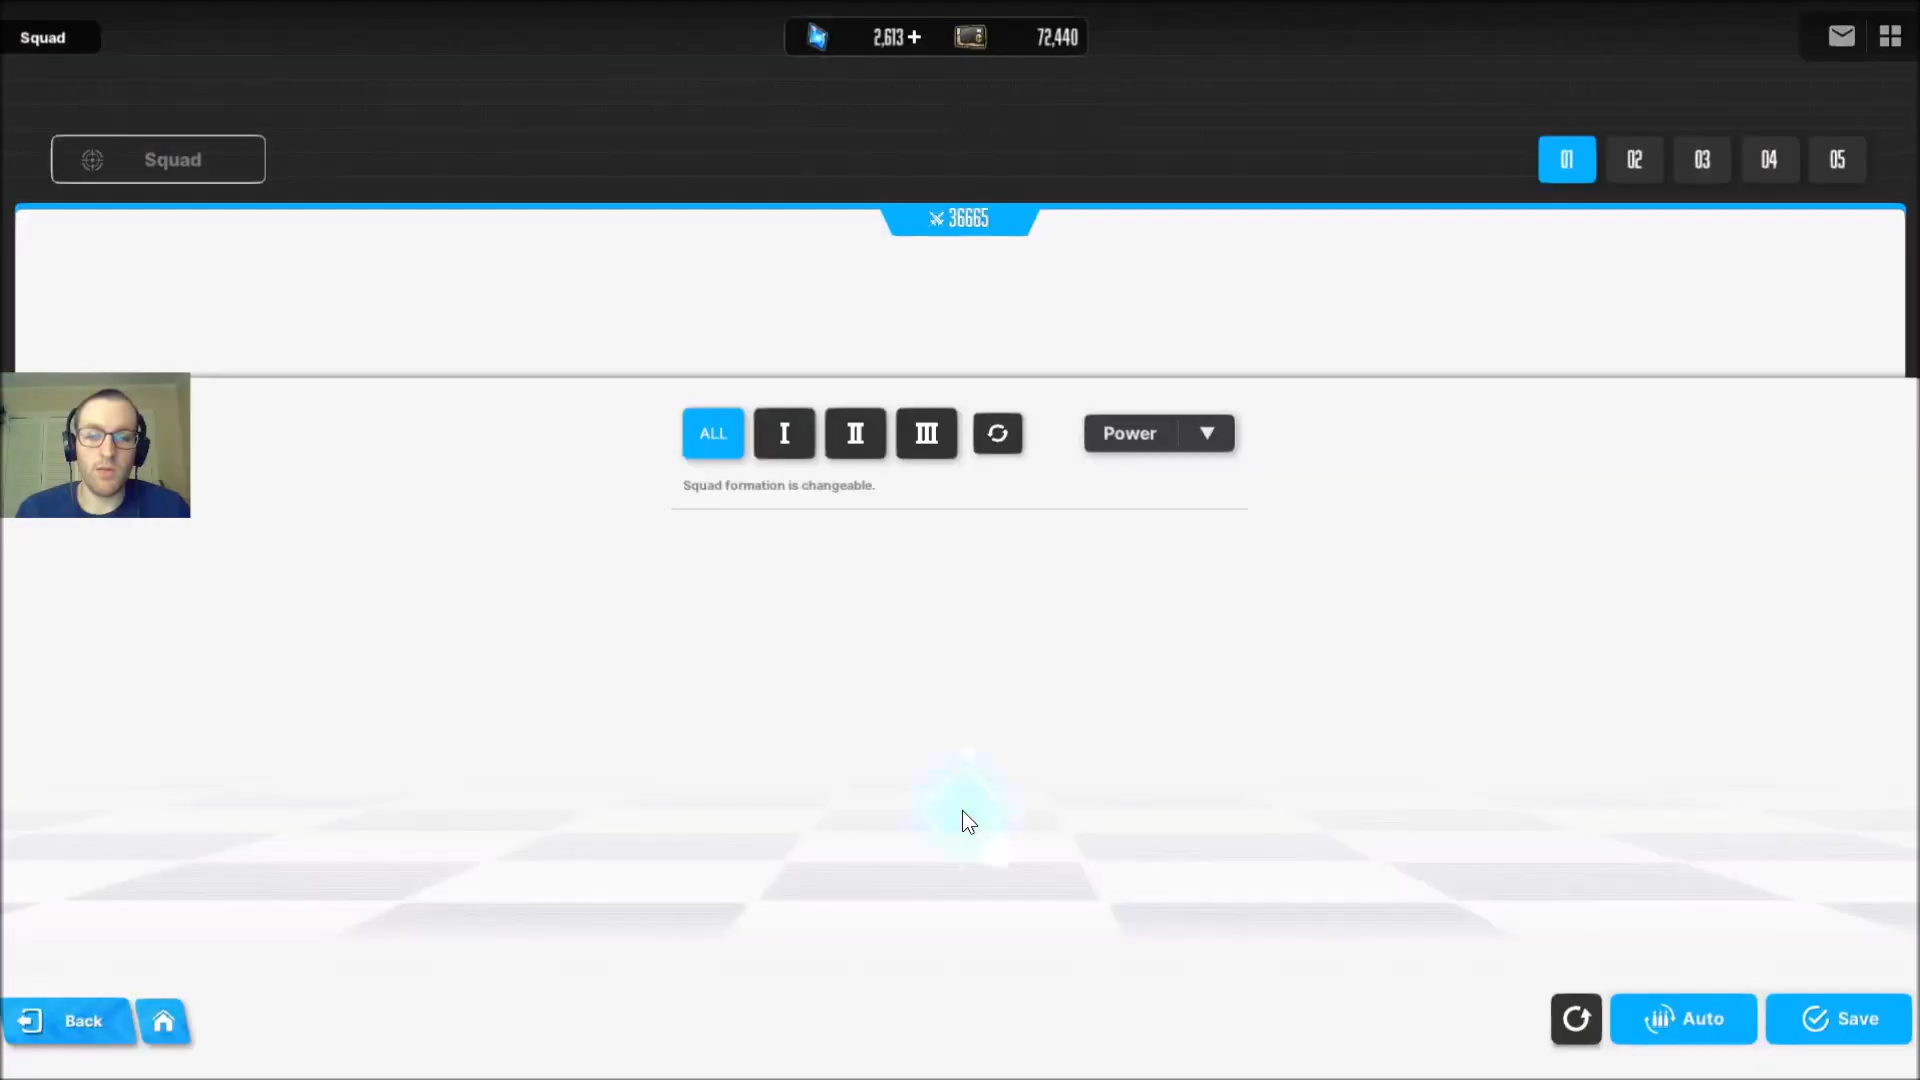 Squad
2,613+
72,440
Squad
01
02
03
04
05
36665
ALL
I
II
III
Power
Squad formation is changeable.
Back
Auto
Save